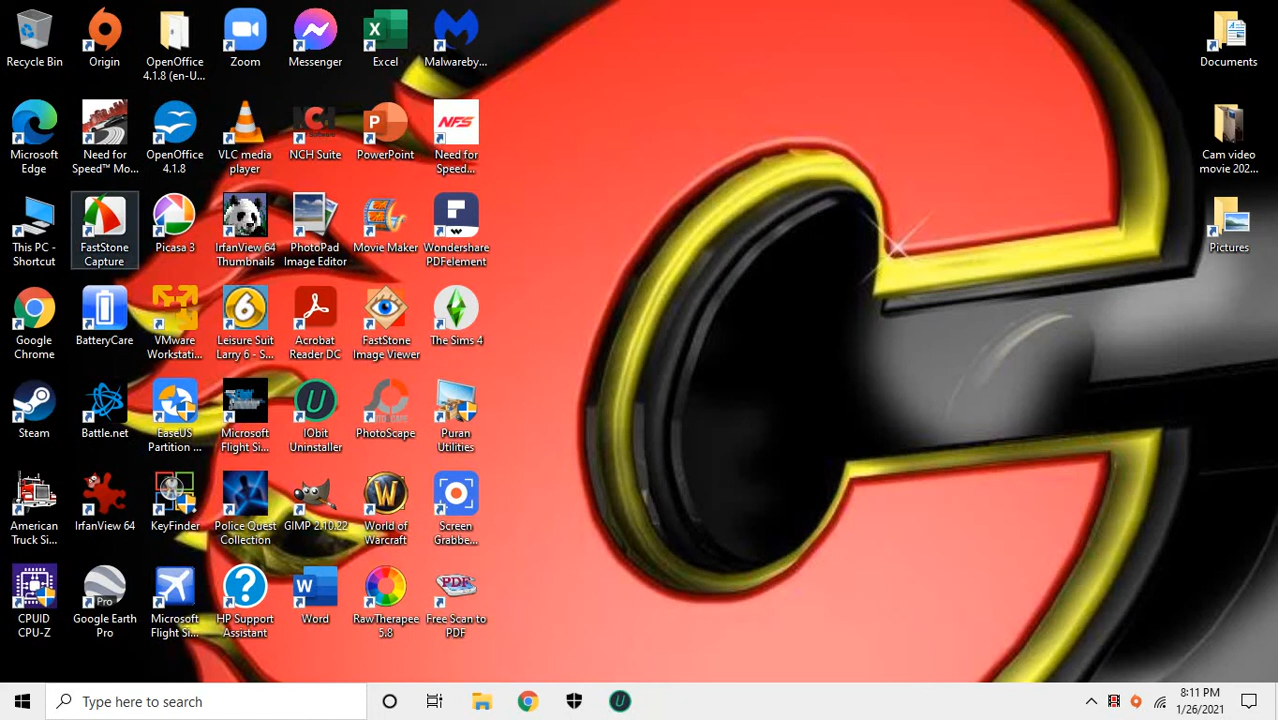 Recycle Bin
Origin
OpenOffice
4.1.8 (en-U...
Zoom
Messenger
Excel
Malwareby...
Documents
Microsoft
Edge
Need for
Speed™ Mo...
OpenOffice
4.1.8
VLC media
player
NCH
NCH Suite
PowerPoint
NFS
Need for
Speed...
Cam video
movie 202...
This PC -
Shortcut
FastStone
Capture
Picasa 3
IrfanView 64
Thumbnails
PhotoPad
Image Editor
Movie Maker
Wondershare
PDFelement
Pictures
Google
Chrome
BatteryCare
VMware
Workstati...
6
Leisure Suit
Larry 6 - S...
Acrobat
Reader DC
FastStone
Image Viewer
The Sims 4
Steam
Battle.net
EaseUS
Partition ...
Microsoft
Flight Si...
IObit
Uninstaller
PhotoScape
Puran
Utilities
American
Truck Si...
IrfanView 64
KeyFinder
Police Quest
Collection
GIMP 2.10.22
World of
Warcraft
Screen
Grabbe...
CPUID
CPU-Z
Pro
Google Earth
Pro
Microsoft
Flight Si...
HP Support
Assistant
Word
RawTherapee
5.8
PDF
Free Scan to
PDF
Type here to search
8:11 PM
1/26/2021